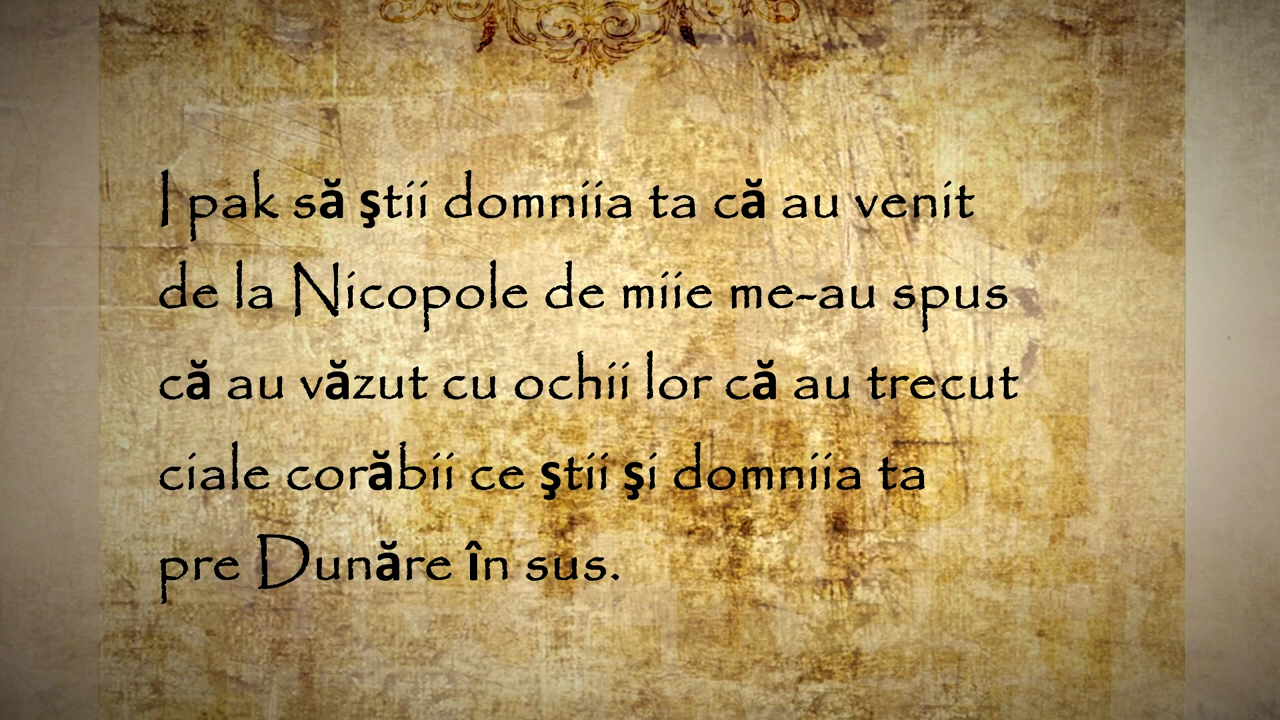 I pak să ştii domniia ta că au venit
de la Nicopole de miie me-au spus
că au văzut cu ochii lor că au trecut
ciale corăbii ce ştii şi domniia ta
pre Dunăre în sus.